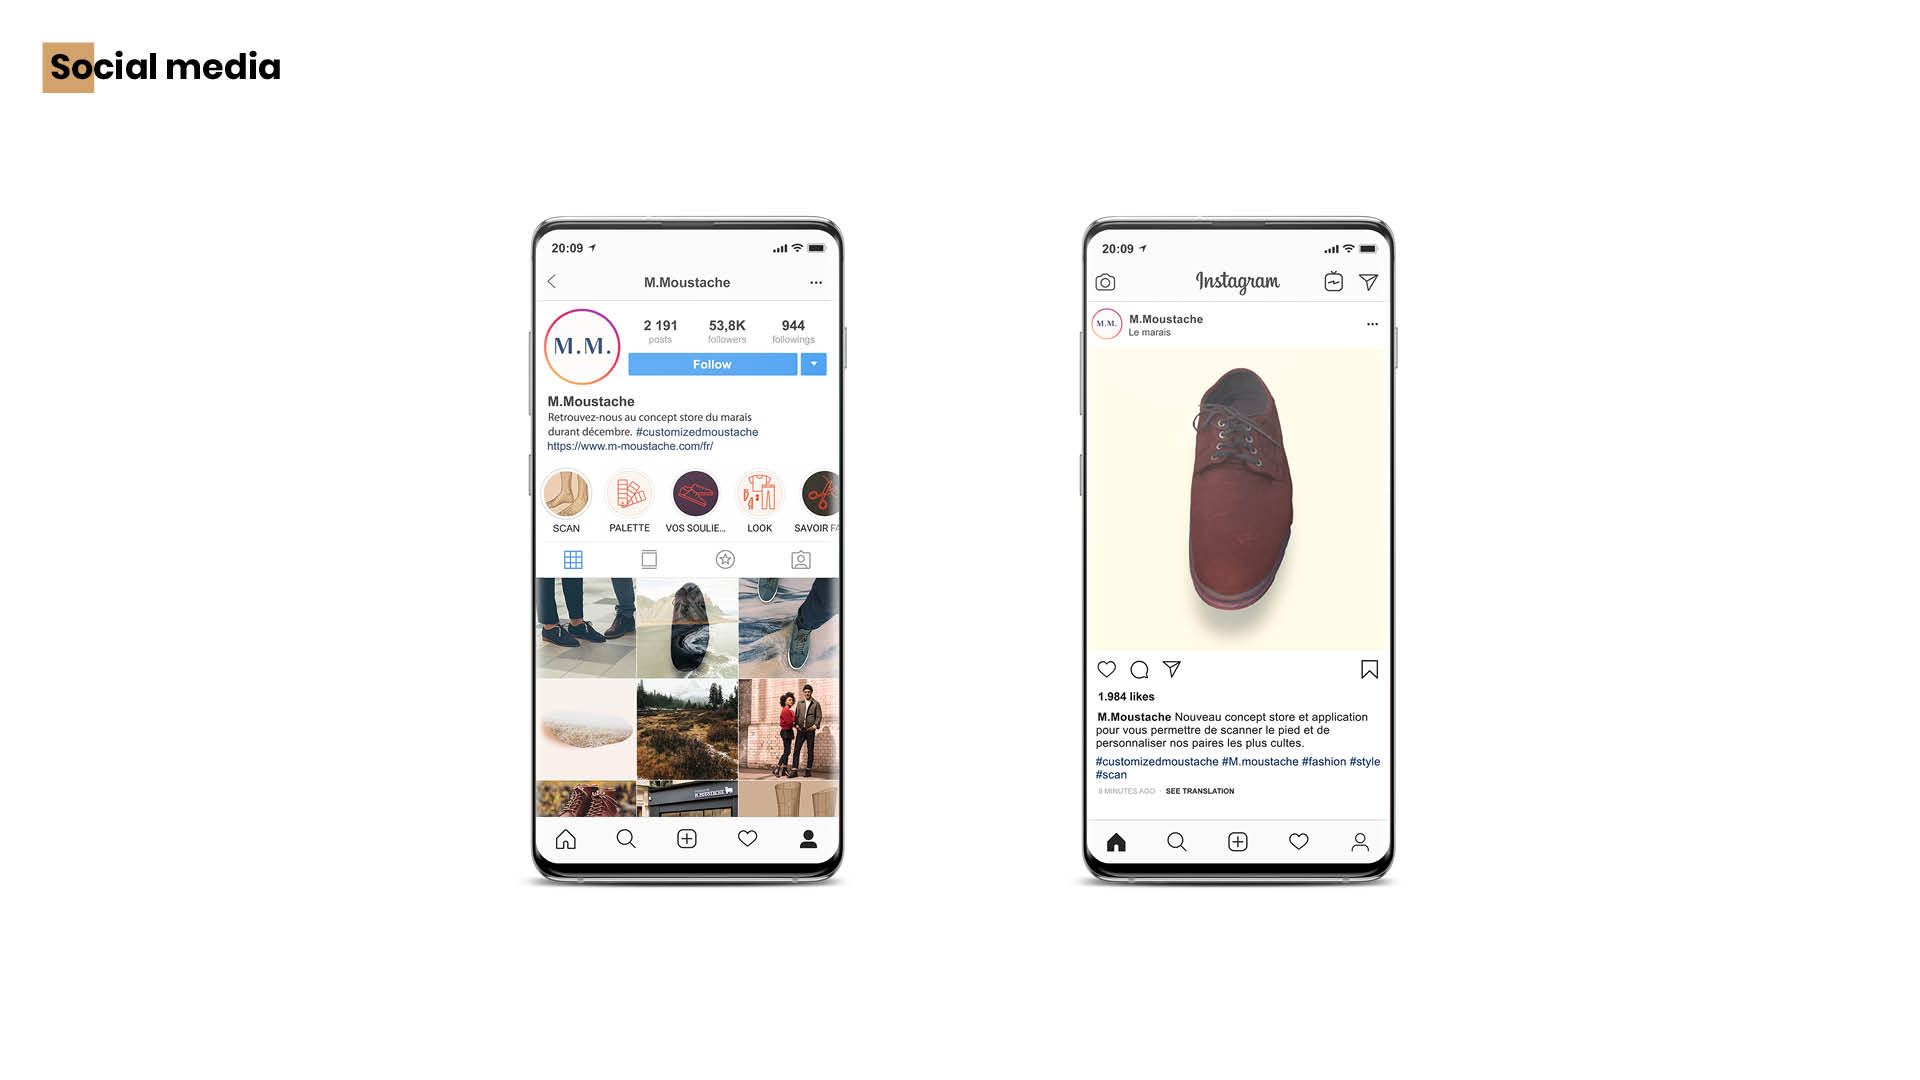 Social media
20:09
M.Moustache
M.M.
2 191 53,8K 944
posts followers followings
Follow
M.Moustache
Retrouvez-nous au concept store du marais
durant décembre. #customizedmoustache
https://www.m-moustache.com/fr/
SCAN PALETTE VOS SOULIE... LOOK SAVOIR FA
M.MOUSTACHE
20:09
Instagram
M.M.
M.Moustache
Le marais
1.984 likes
M.Moustache Nouveau concept store et application
pour vous permettre de scanner le pied et de
personnaliser nos paires les plus cultes.
#customizedmoustache #M.moustache #fashion #style
#scan
8 MINUTES AGO · SEE TRANSLATION